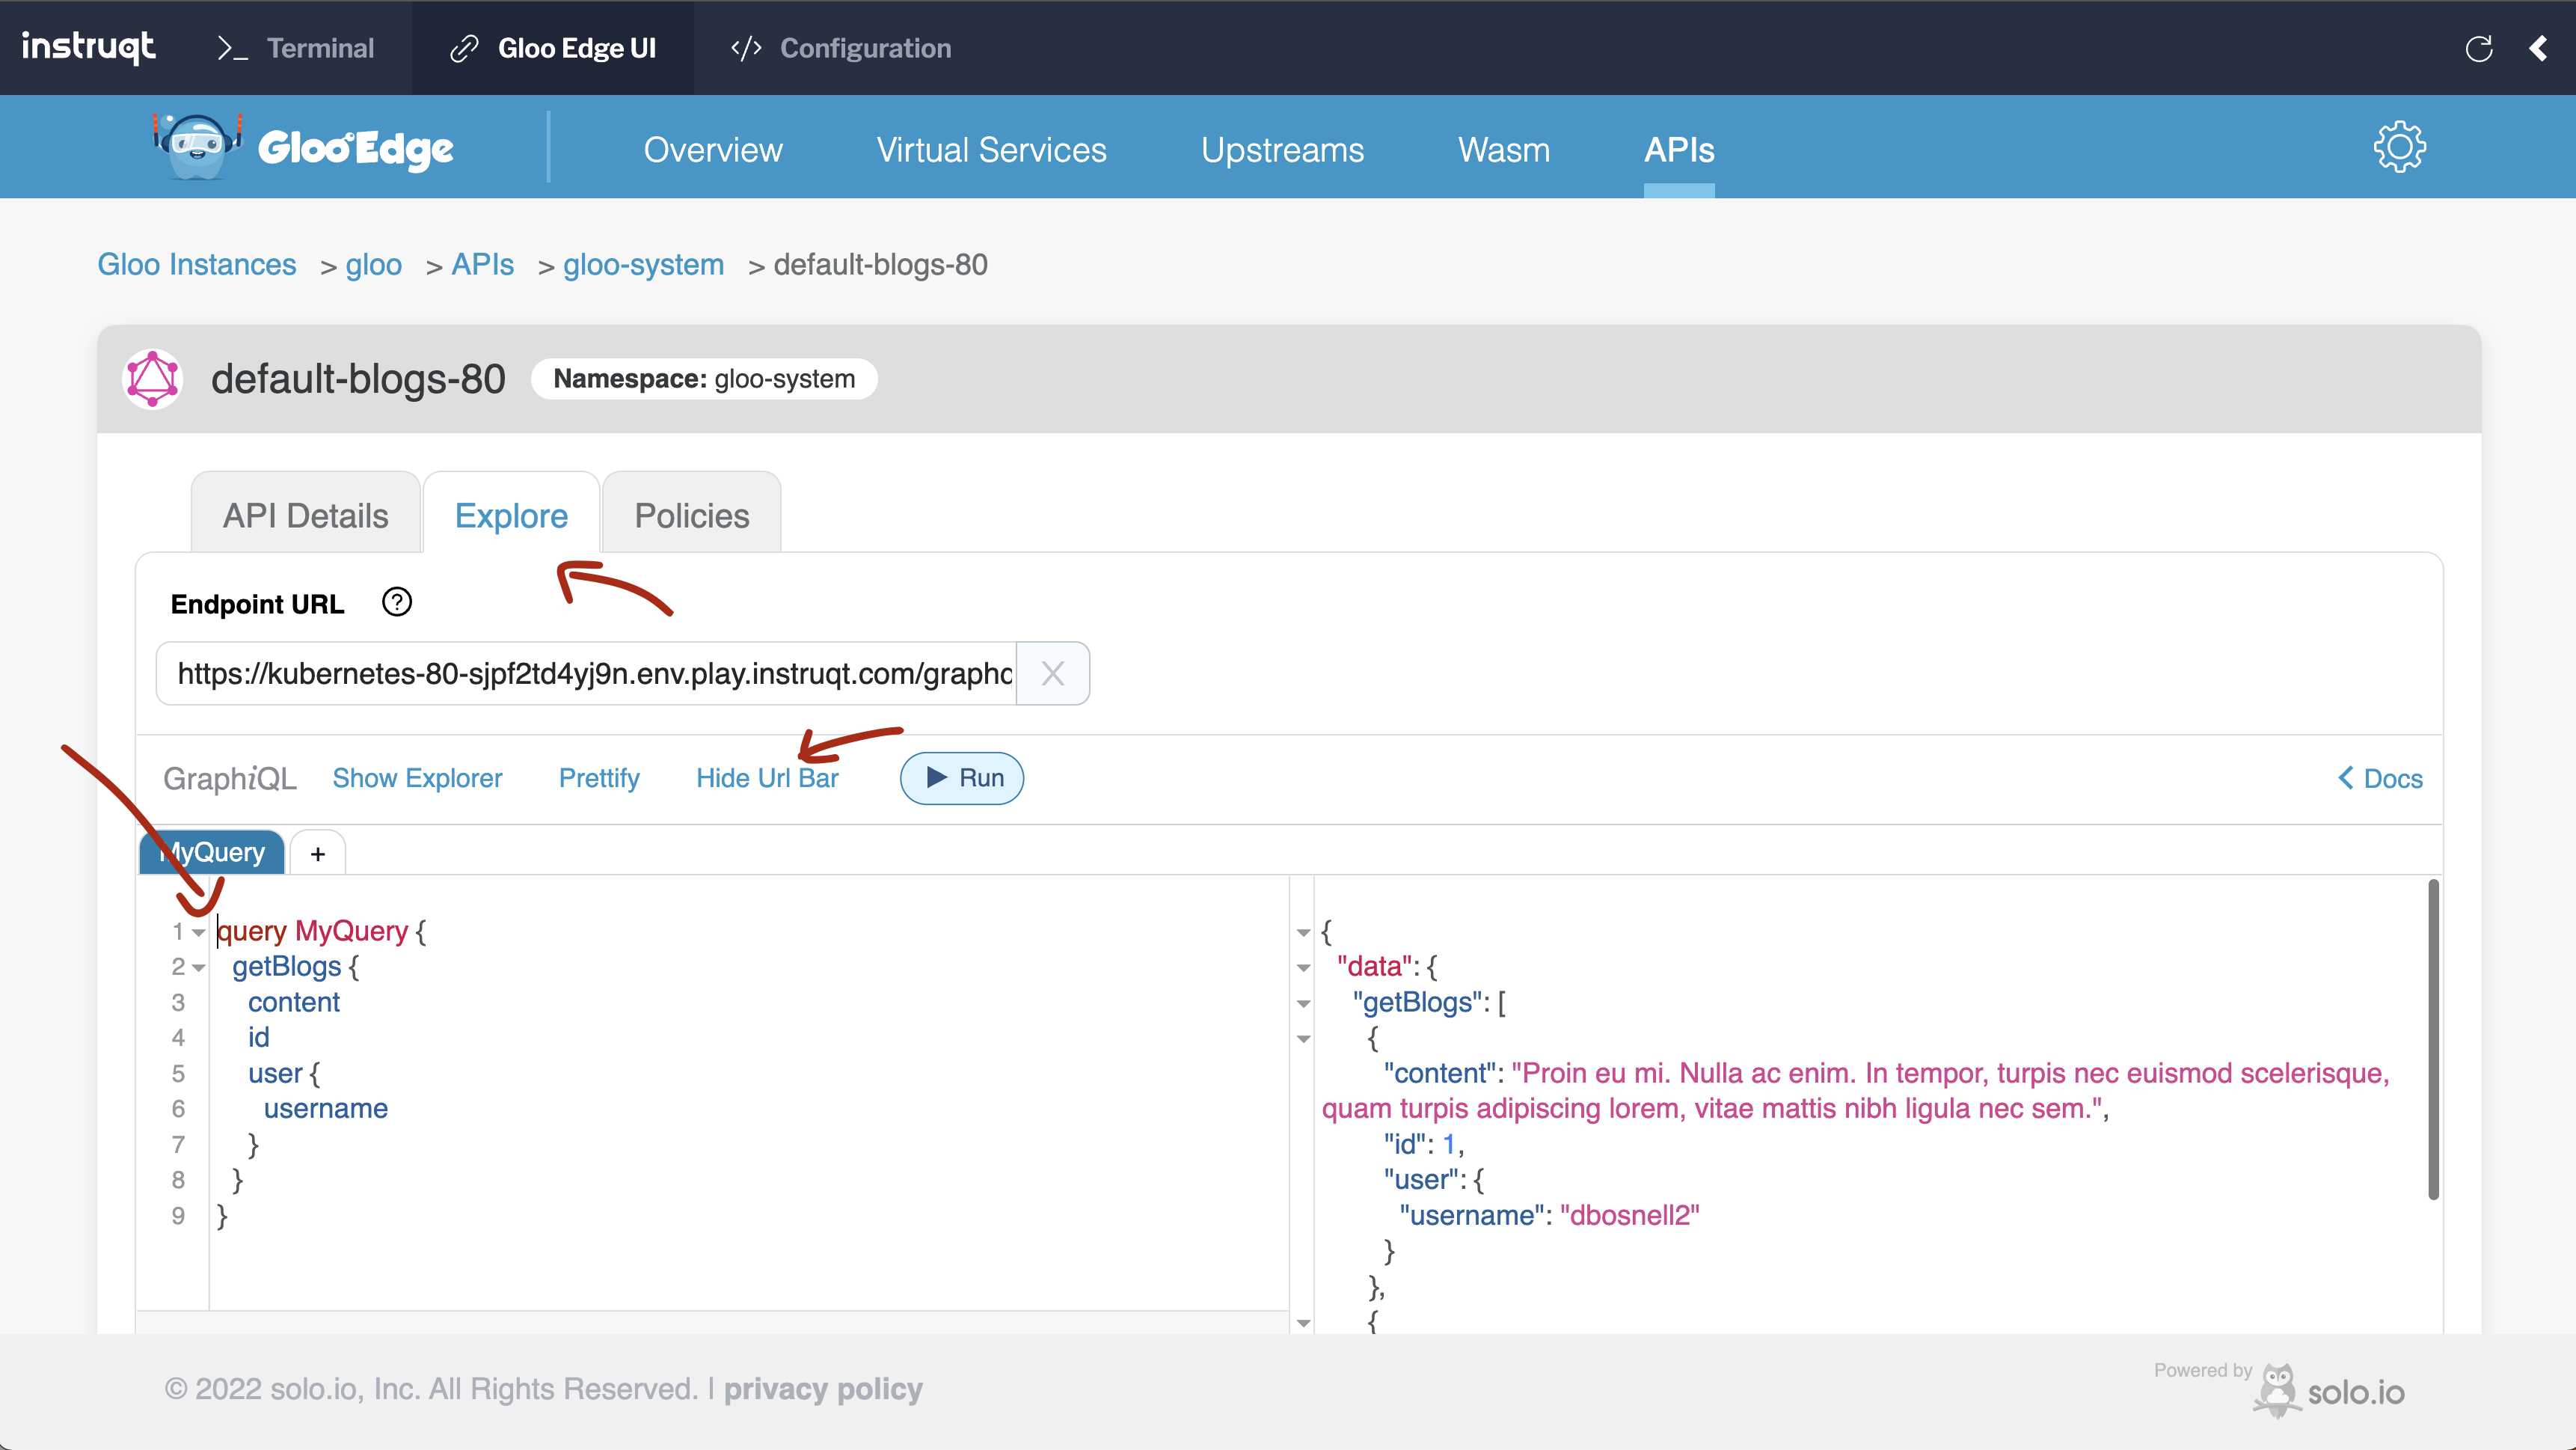 instruqt >_ Terminal Gloo Edge UI </> Configuration
Gloo Edge Overview Virtual Services Upstreams Wasm APIs
Gloo Instances > gloo > APIs > gloo-system > default-blogs-80
default-blogs-80 Namespace: gloo-system
API Details Explore Policies
Endpoint URL ?
https://kubernetes-80-sjpf2td4yj9n.env.play.instruqt.com/graphq X
GraphiQL Show Explorer Prettify Hide Url Bar Run < Docs
MyQuery +
1 query MyQuery {
2 getBlogs {
3 content
4 id
5 user {
6 username
7 }
8 }
9 }
{
"data": {
"getBlogs": [
{
"content": "Proin eu mi. Nulla ac enim. In tempor, turpis nec euismod scelerisque,
quam turpis adipiscing lorem, vitae mattis nibh ligula nec sem.",
"id": 1,
"user": {
"username": "dbosnell2"
}
},
{
© 2022 solo.io, Inc. All Rights Reserved. | privacy policy
Powered by solo.io